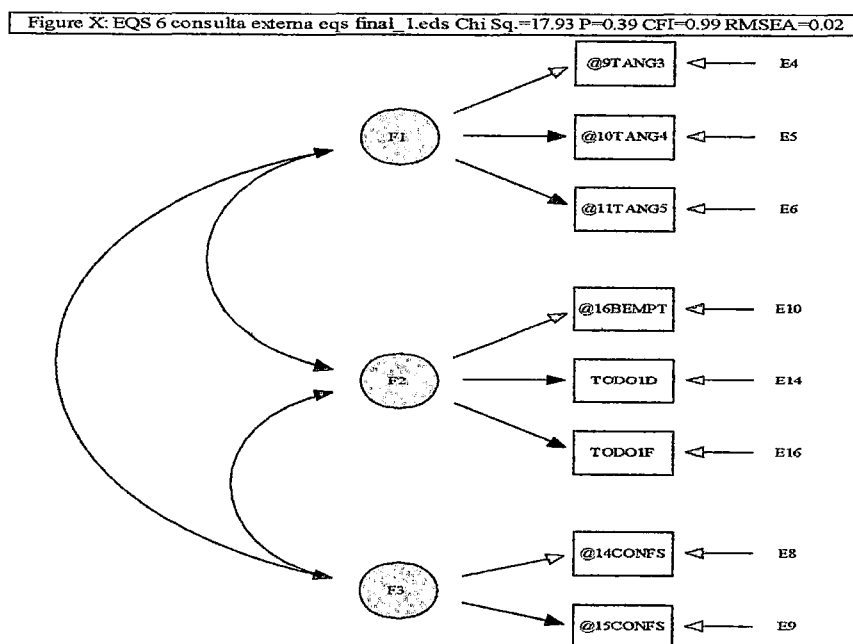 Figure X: EQS 6 consulta externa eqs final_1.eds Chi Sq.=17.93 P=0.39 CFI=0.99 RMSEA=0.02
@9TANG3 E4
F1
@10TANG4 E5
@11TANG5 E6
@16BEMPT E10
F2
TODO1D E14
TODO1F E16
@14CONFS E8
F3
@15CONFS E9